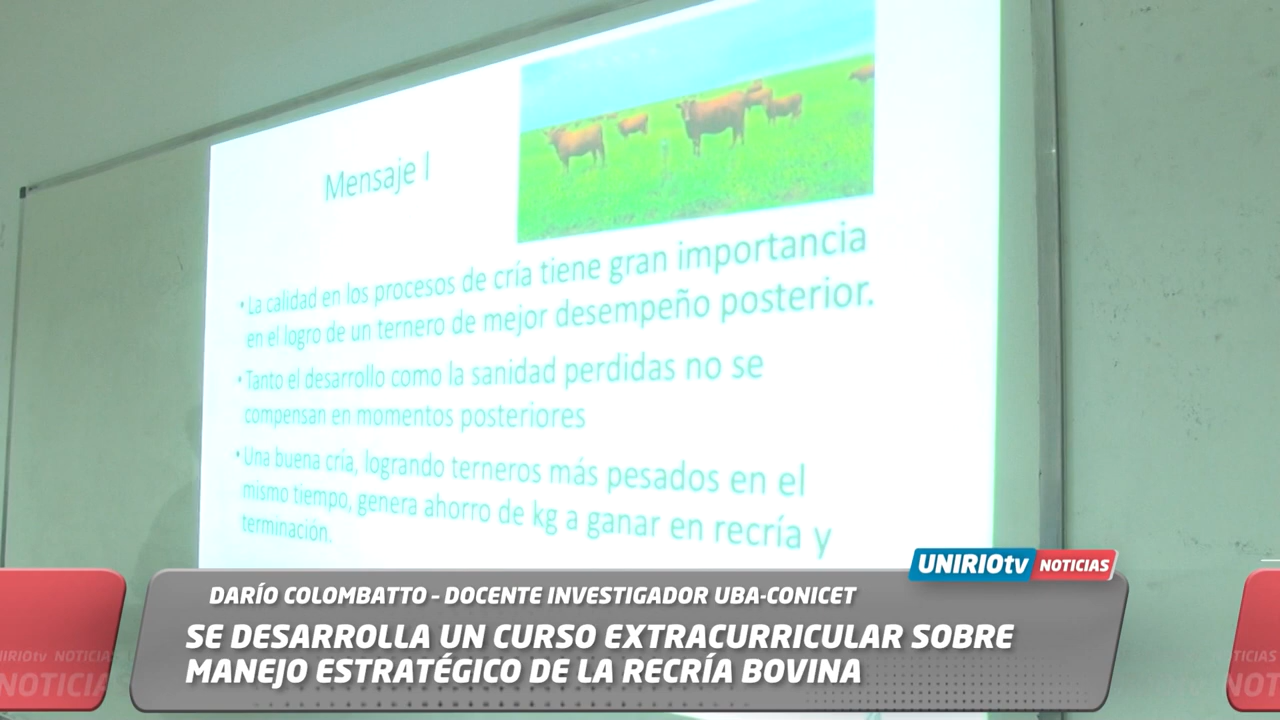 Mensaje I
• La calidad en los procesos de cría tiene gran importancia
en el logro de un ternero de mejor desempeño posterior.
• Tanto el desarrollo como la sanidad perdidas no se
compensan en momentos posteriores
• Una buena cría, logrando terneros más pesados en el
mismo tiempo, genera ahorro de kg a ganar en recría y
terminación.
UNIRIOtv NOTICIAS
DARÍO COLOMBATTO – DOCENTE INVESTIGADOR UBA-CONICET
SE DESARROLLA UN CURSO EXTRACURRICULAR SOBRE
MANEJO ESTRATÉGICO DE LA RECRÍA BOVINA